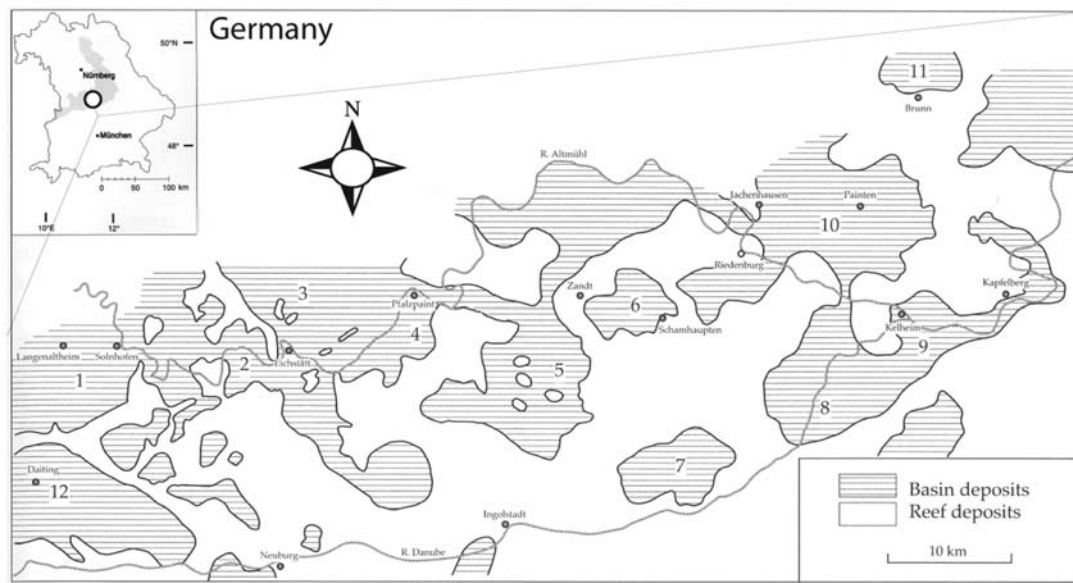 Germany
50°N
Nürnberg
München
48°
0 50 100 km
10°E
12°
N
R. Altmühl
11
Brunn
Jachenhausen
Painten
10
Riedenburg
Zandt
6
Schamhaupten
Kapfelberg
Kelheim
9
3
Pfalzpaint
4
Langenaltheim
Solnhofen
2
Eichstätt
1
5
8
7
Daiting
12
Ingolstadt
Neuburg
R. Danube
Basin deposits
Reef deposits
10 km